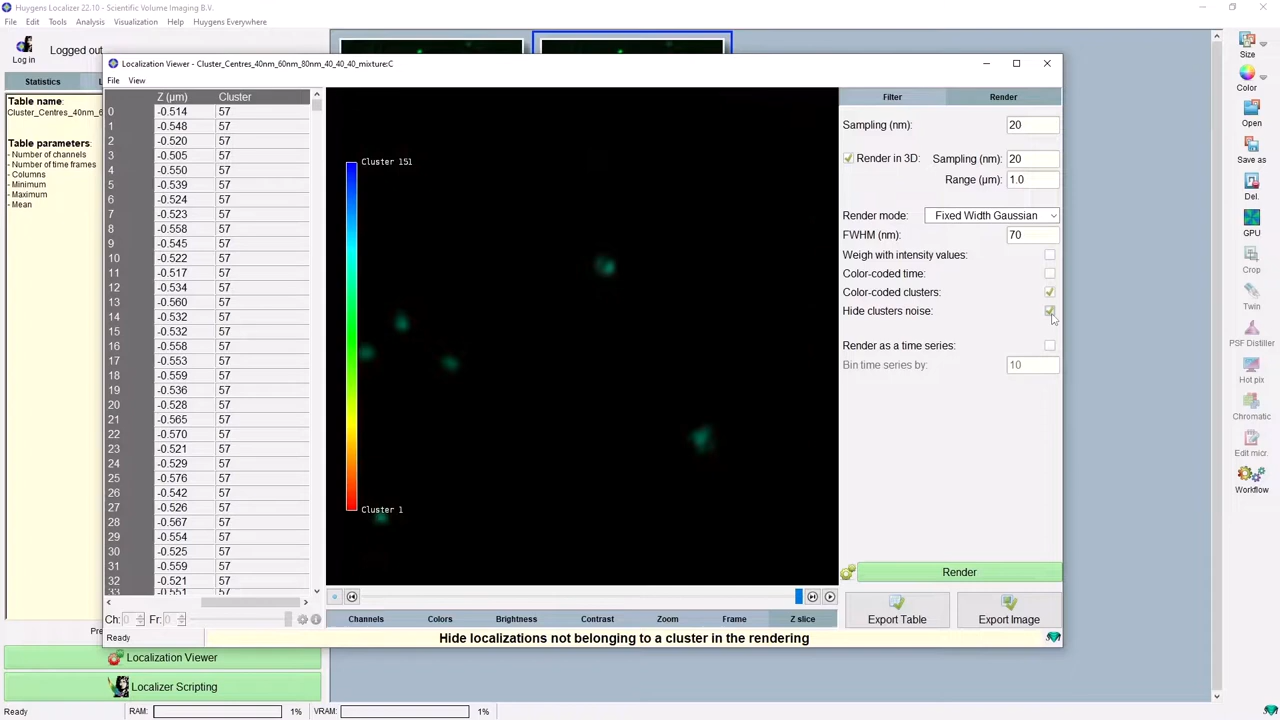 Huygens Localizer 22.10 - Scientific Volume Imaging B.V.
File Edit Tools Analysis Visualization Help Huygens Everywhere
Log in
Logged out
Statistics
Table name:
Cluster_Centres_40nm_6
Table parameters:
- Number of channels
- Number of time frames
- Columns
- Minimum
- Maximum
- Mean
Localization Viewer - Cluster_Centres_40nm_60nm_80nm_40_40_40_mixture:C
File View
Z (µm) Cluster
0 -0.514 57
1 -0.548 57
2 -0.520 57
3 -0.505 57
4 -0.550 57
5 -0.539 57
6 -0.524 57
7 -0.523 57
8 -0.558 57
9 -0.545 57
10 -0.522 57
11 -0.517 57
12 -0.534 57
13 -0.560 57
14 -0.532 57
15 -0.532 57
16 -0.558 57
17 -0.553 57
18 -0.559 57
19 -0.536 57
20 -0.528 57
21 -0.565 57
22 -0.570 57
23 -0.521 57
24 -0.529 57
25 -0.576 57
26 -0.542 57
27 -0.526 57
28 -0.567 57
29 -0.554 57
30 -0.525 57
31 -0.559 57
32 -0.521 57
33 -0.551 57
Ch: 0 Fr: 0
Ready
Cluster 151
Cluster 1
Channels Colors Brightness Contrast Zoom Frame Z slice
Hide localizations not belonging to a cluster in the rendering
Filter Render
Sampling (nm): 20
Render in 3D: Sampling (nm): 20
Range (µm): 1.0
Render mode: Fixed Width Gaussian
FWHM (nm): 70
Weigh with intensity values:
Color-coded time:
Color-coded clusters:
Hide clusters noise:
Render as a time series:
Bin time series by: 10
Render
Export Table
Export Image
Size
Color
Open
Save as
Del.
GPU
Crop
Twin
PSF Distiller
Hot pix
Chromatic
Edit micr.
Workflow
Pre
Localization Viewer
Localizer Scripting
Ready
RAM: 1% VRAM: 1%